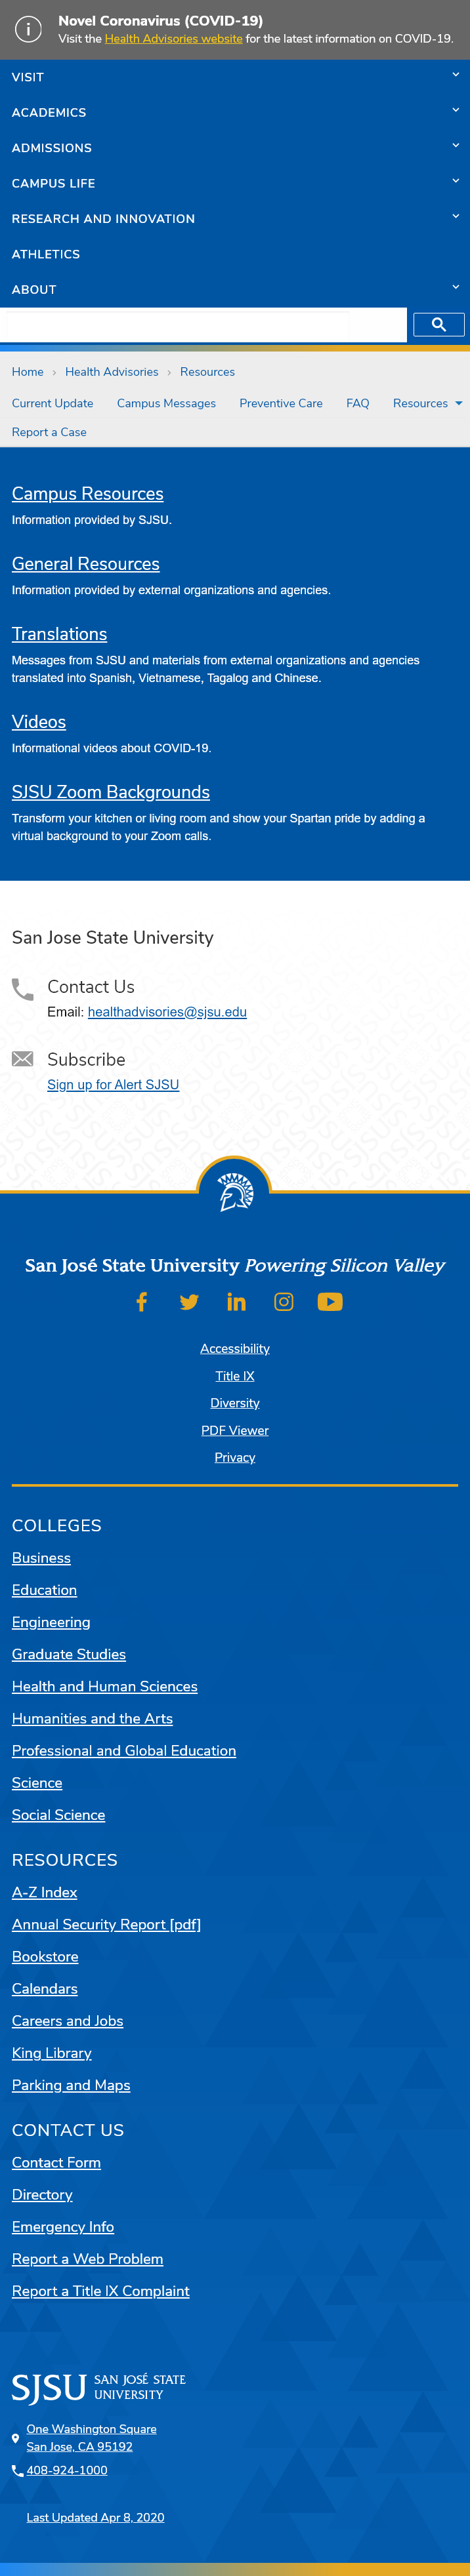 Novel Coronavirus (COVID-19)
Visit the Health Advisories website for the latest information on COVID-19.
VISIT
ACADEMICS
ADMISSIONS
CAMPUS LIFE
RESEARCH AND INNOVATION
ATHLETICS
ABOUT
Home › Health Advisories › Resources
Current Update Campus Messages Preventive Care FAQ Resources
Report a Case
Campus Resources
Information provided by SJSU.
General Resources
Information provided by external organizations and agencies.
Translations
Messages from SJSU and materials from external organizations and agencies
translated into Spanish, Vietnamese, Tagalog and Chinese.
Videos
Informational videos about COVID-19.
SJSU Zoom Backgrounds
Transform your kitchen or living room and show your Spartan pride by adding a
virtual background to your Zoom calls.
San Jose State University
Contact Us
Email: healthadvisories@sjsu.edu
Subscribe
Sign up for Alert SJSU
San José State University Powering Silicon Valley
Accessibility
Title IX
Diversity
PDF Viewer
Privacy
COLLEGES
Business
Education
Engineering
Graduate Studies
Health and Human Sciences
Humanities and the Arts
Professional and Global Education
Science
Social Science
RESOURCES
A-Z Index
Annual Security Report [pdf]
Bookstore
Calendars
Careers and Jobs
King Library
Parking and Maps
CONTACT US
Contact Form
Directory
Emergency Info
Report a Web Problem
Report a Title IX Complaint
SJSU SAN JOSÉ STATE
UNIVERSITY
One Washington Square
San Jose, CA 95192
408-924-1000
Last Updated Apr 8, 2020